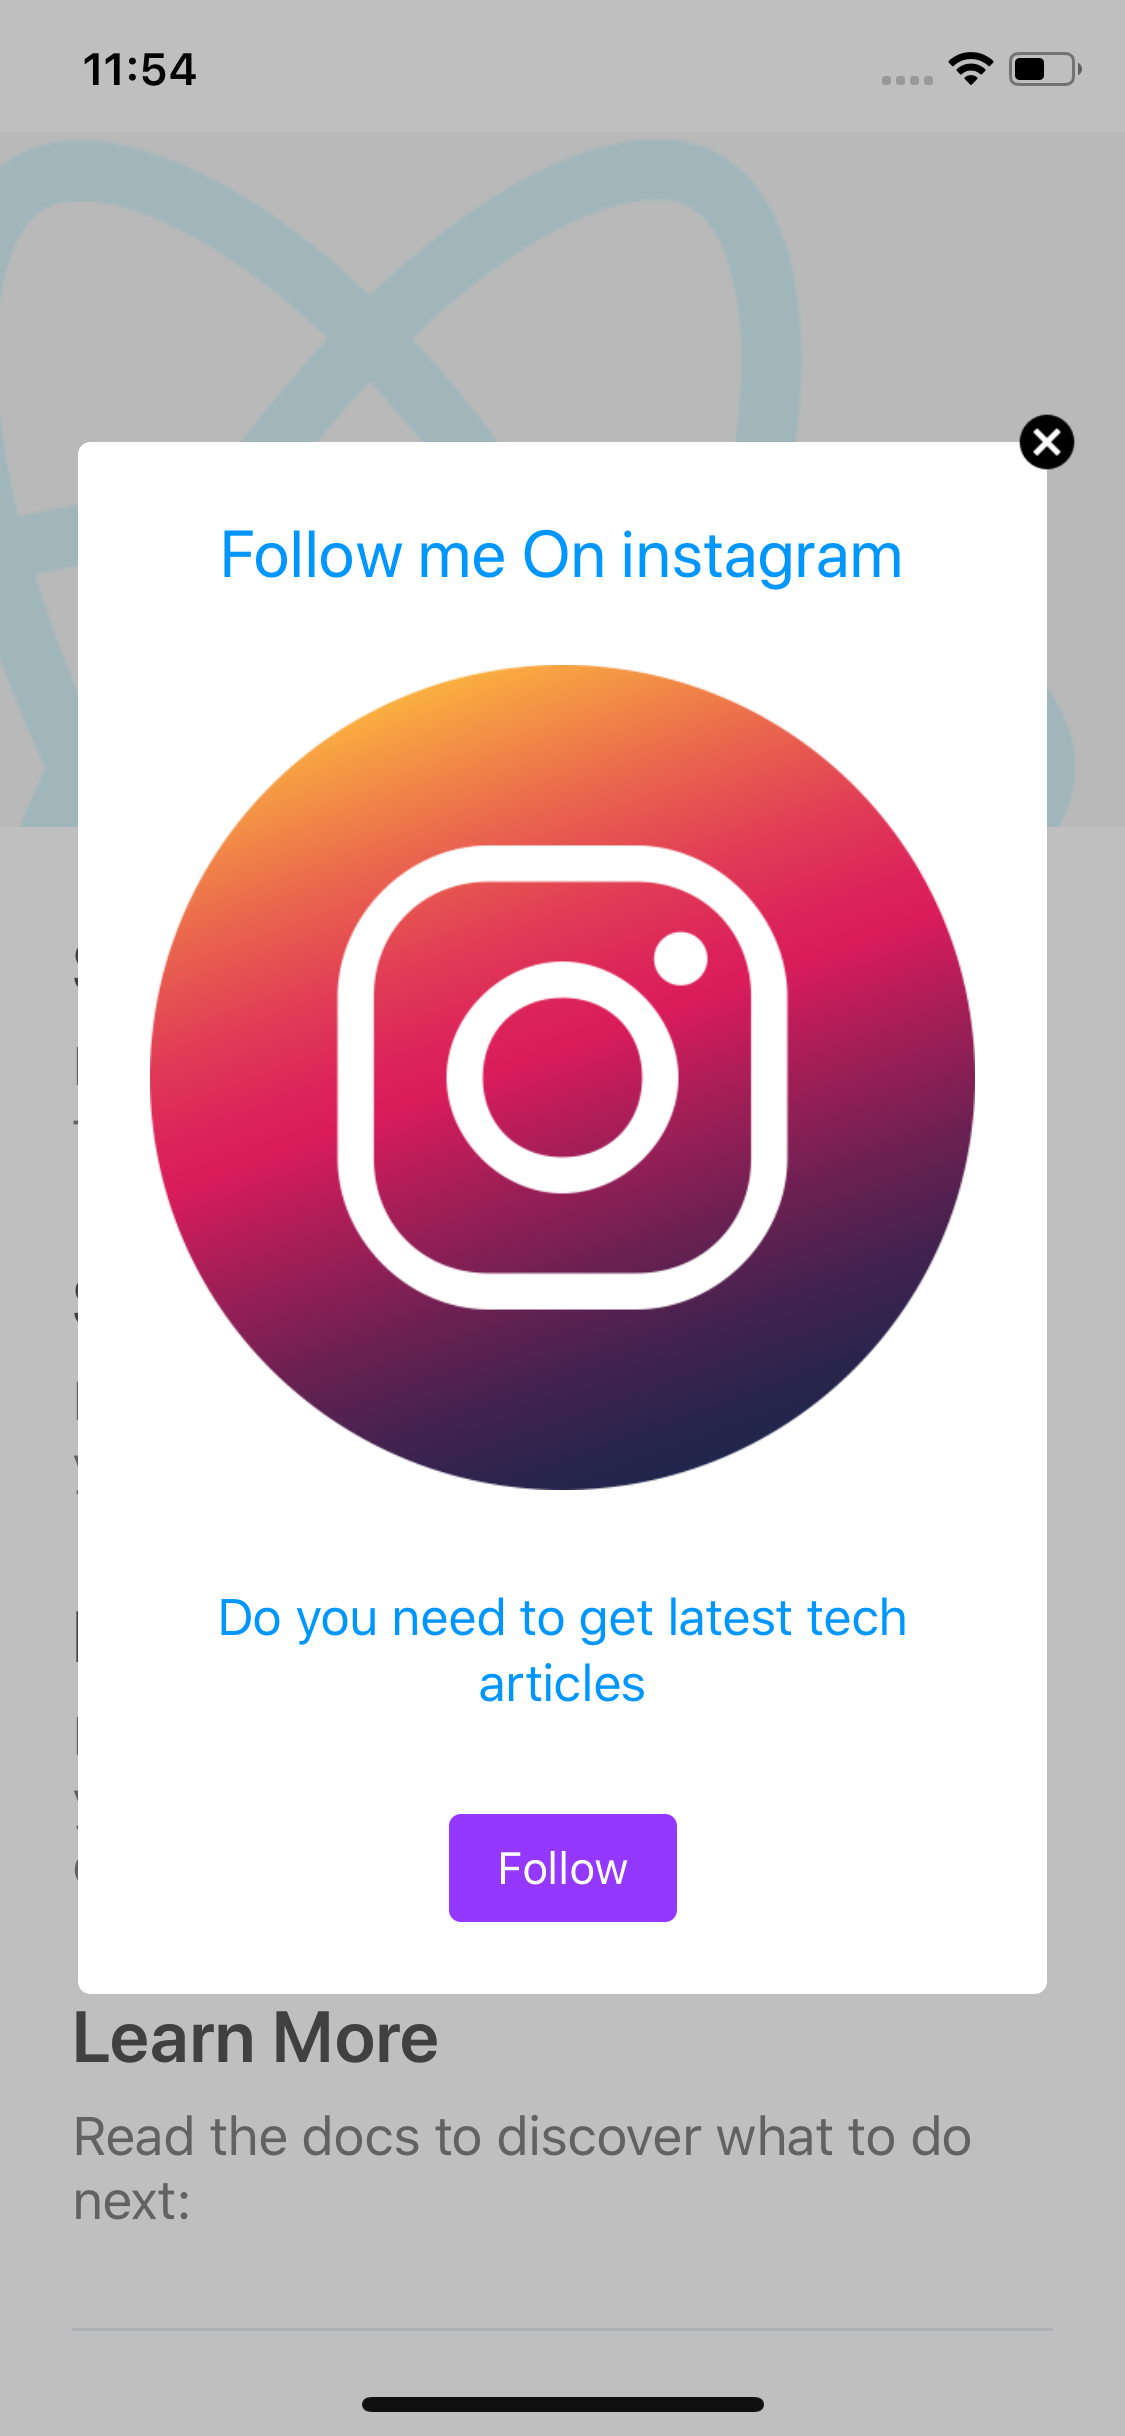 11:54
Follow me On instagram
Do you need to get latest tech
articles
Follow
Learn More
Read the docs to discover what to do
next: